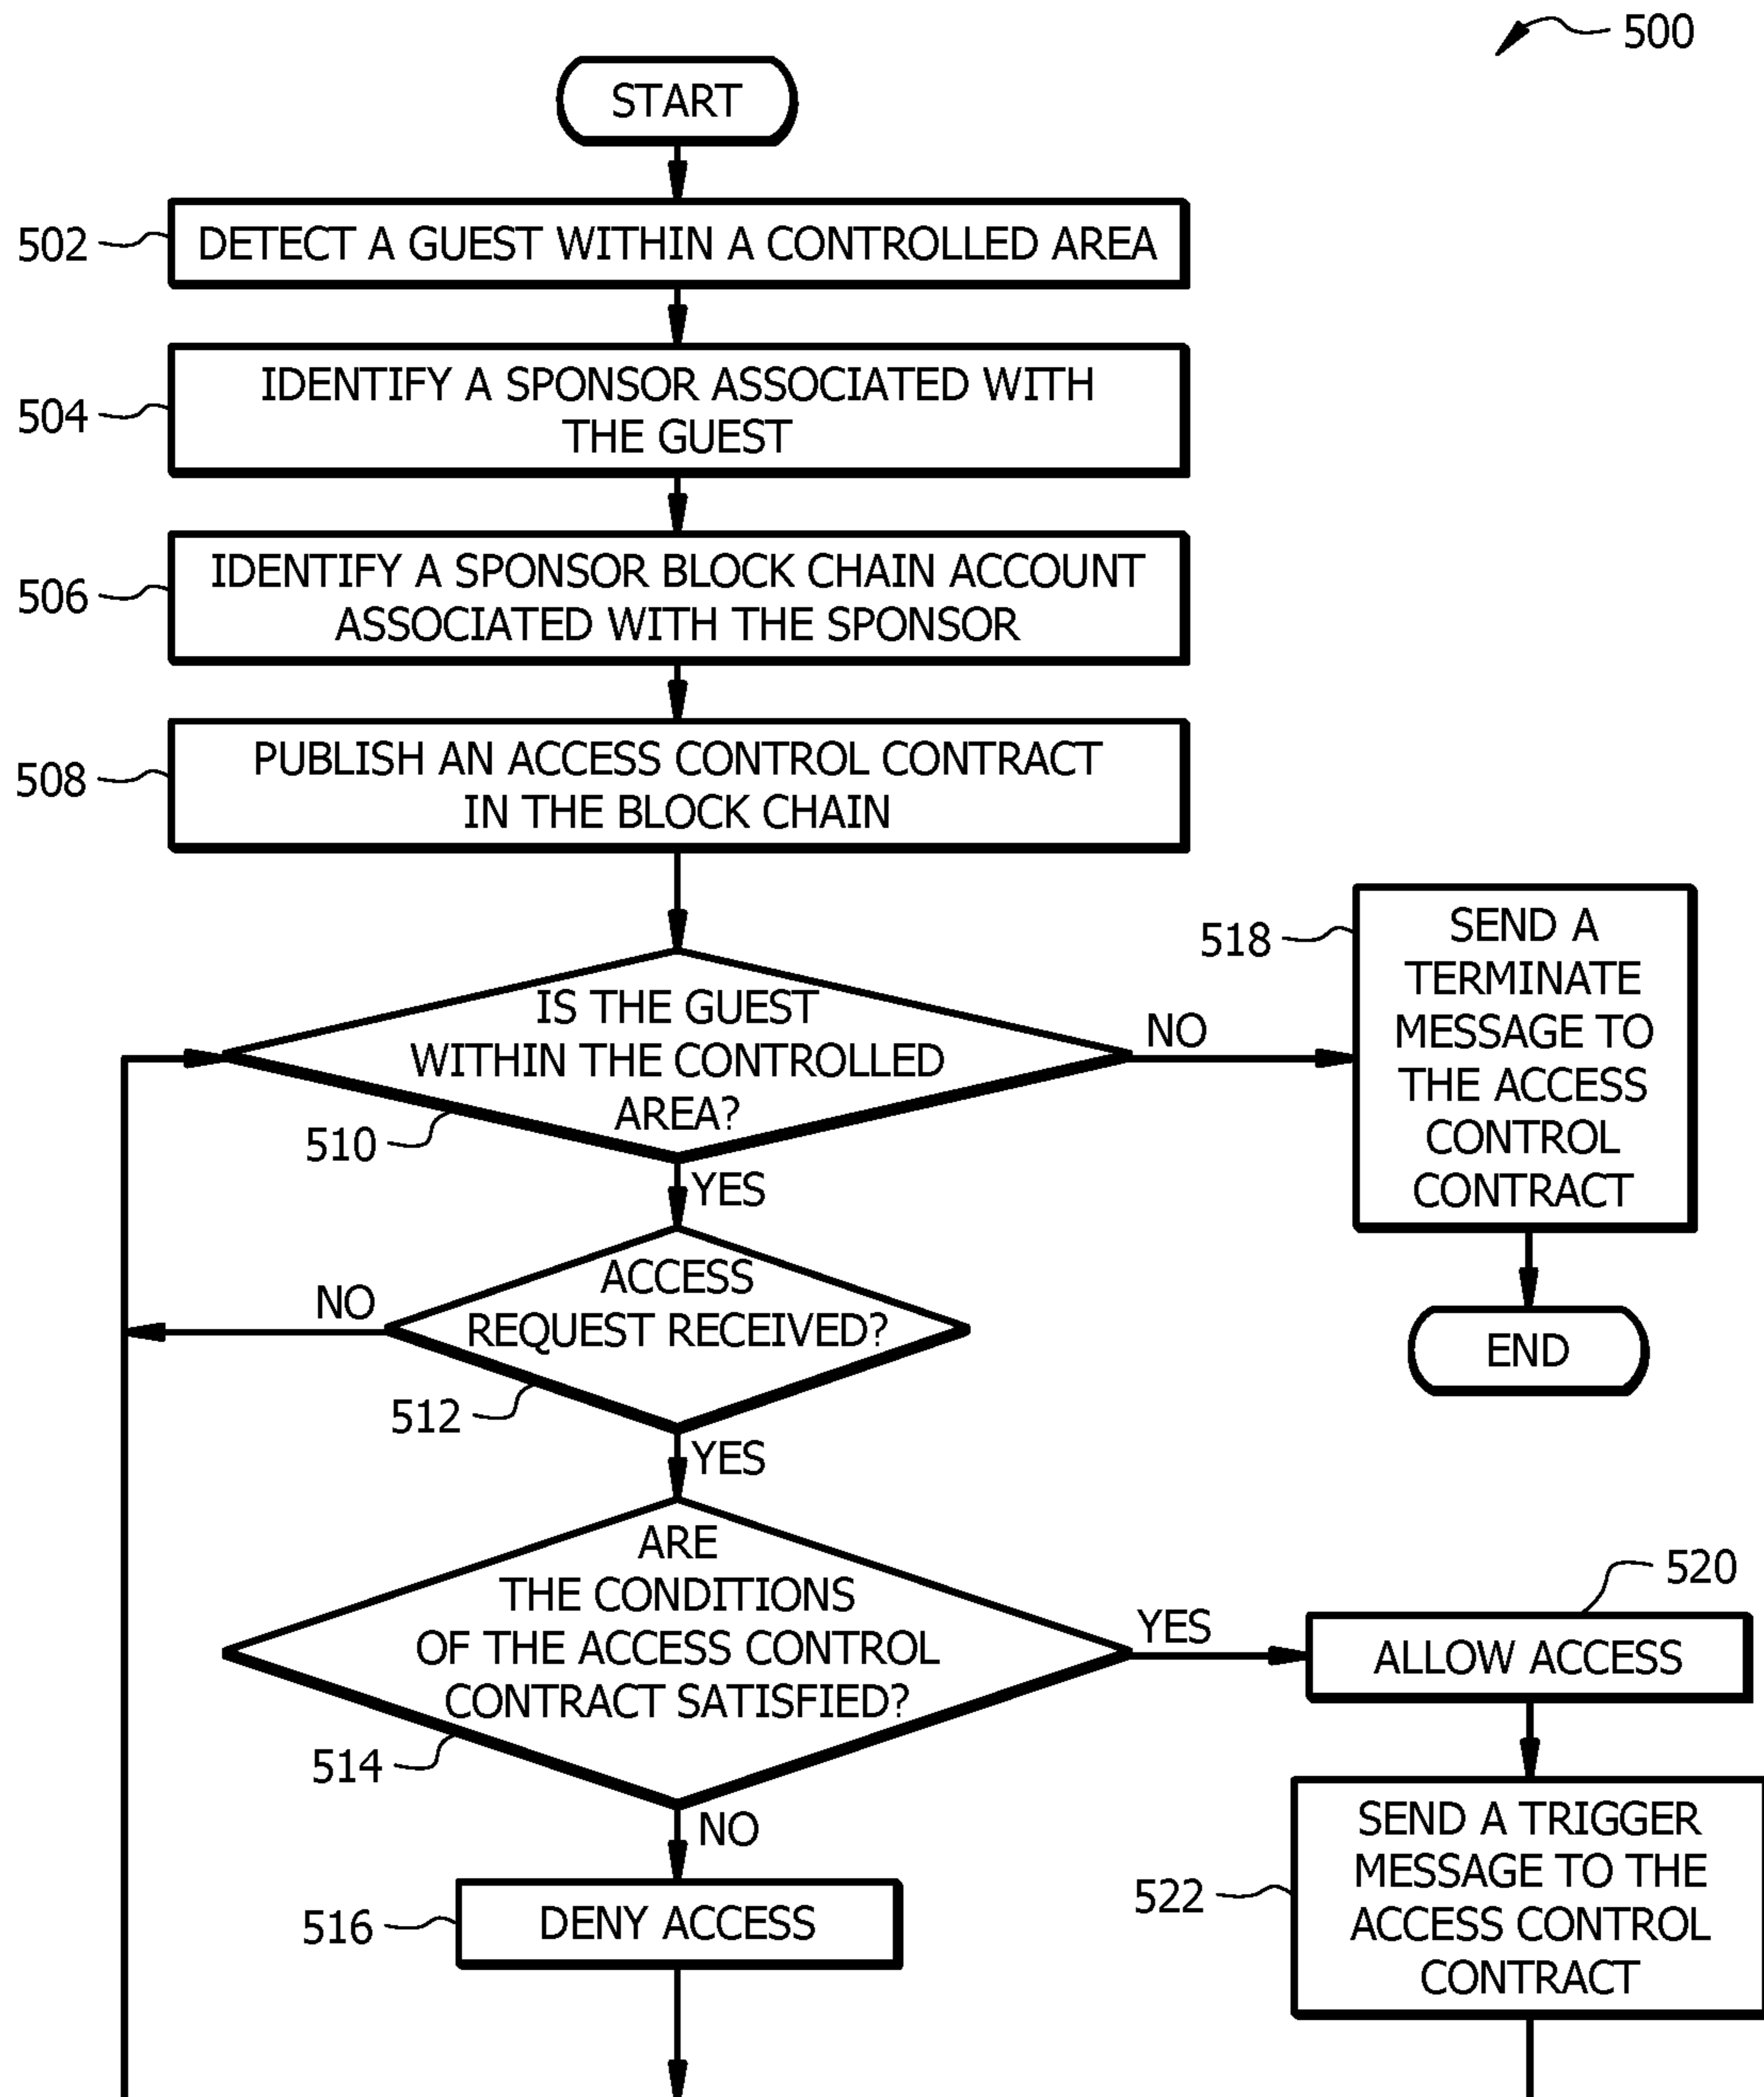 500
START
502
DETECT A GUEST WITHIN A CONTROLLED AREA
504
IDENTIFY A SPONSOR ASSOCIATED WITH
THE GUEST
506
IDENTIFY A SPONSOR BLOCK CHAIN ACCOUNT
ASSOCIATED WITH THE SPONSOR
508
PUBLISH AN ACCESS CONTROL CONTRACT
IN THE BLOCK CHAIN
IS THE GUEST
WITHIN THE CONTROLLED
AREA?
510
NO
518
SEND A
TERMINATE
MESSAGE TO
THE ACCESS
CONTROL
CONTRACT
END
YES
ACCESS
REQUEST RECEIVED?
NO
512
YES
ARE
THE CONDITIONS
OF THE ACCESS CONTROL
CONTRACT SATISFIED?
514
YES
520
ALLOW ACCESS
NO
516
DENY ACCESS
522
SEND A TRIGGER
MESSAGE TO THE
ACCESS CONTROL
CONTRACT